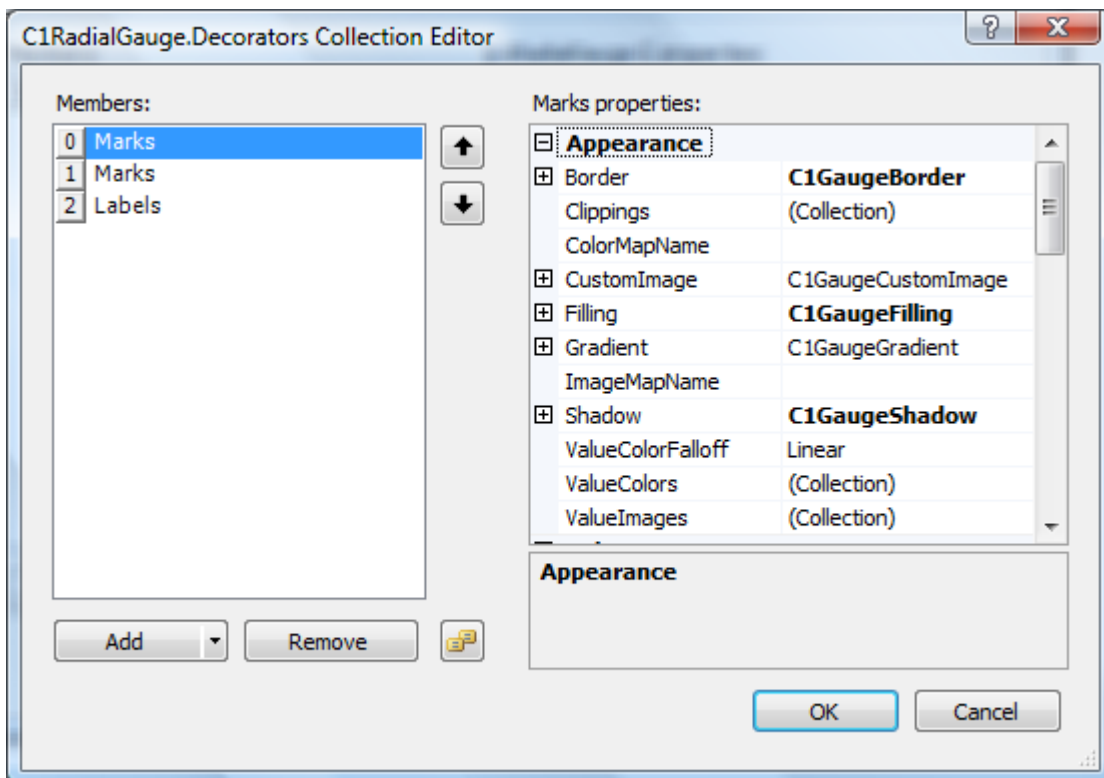 C1RadialGauge.Decorators Collection Editor
Members:
0 Marks
1 Marks
2 Labels
Add
Remove
Marks properties:
Appearance
Border C1GaugeBorder
Clippings (Collection)
ColorMapName
CustomImage C1GaugeCustomImage
Filling C1GaugeFilling
Gradient C1GaugeGradient
ImageMapName
Shadow C1GaugeShadow
ValueColorFalloff Linear
ValueColors (Collection)
ValueImages (Collection)
Appearance
OK
Cancel